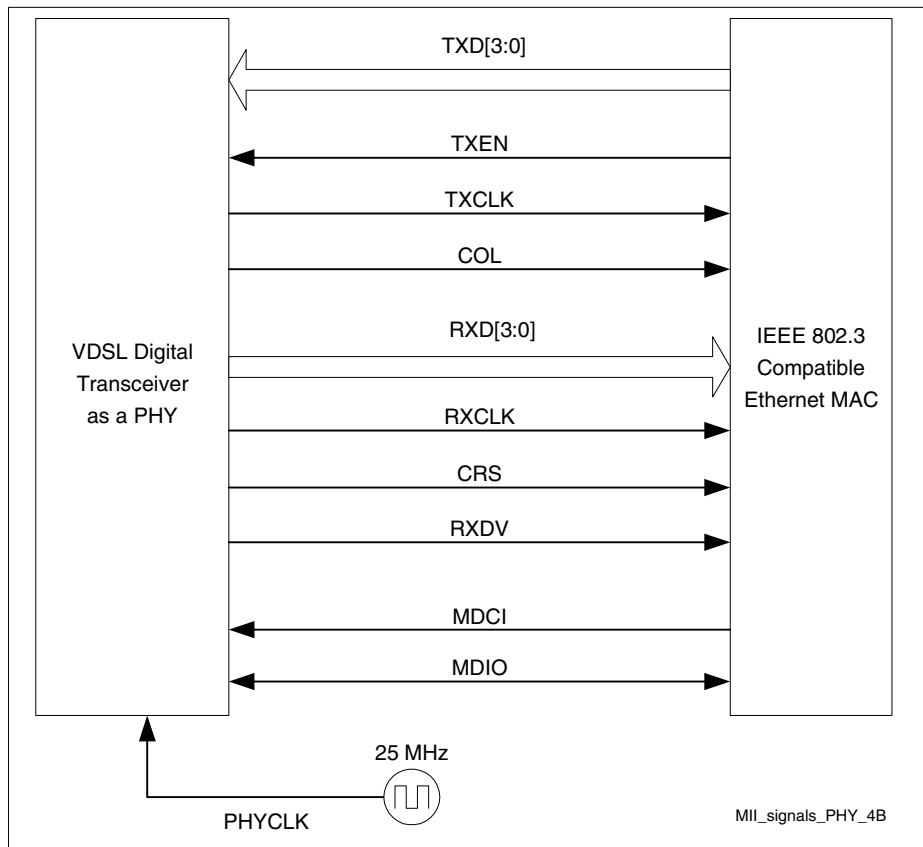 TXD[3:0]
TXEN
TXCLK
COL
RXD[3:0]
VDSL Digital
Transceiver
as a PHY
IEEE 802.3
Compatible
Ethernet MAC
RXCLK
CRS
RXDV
MDCI
MDIO
25 MHz
PHYCLK
MII_signals_PHY_4B